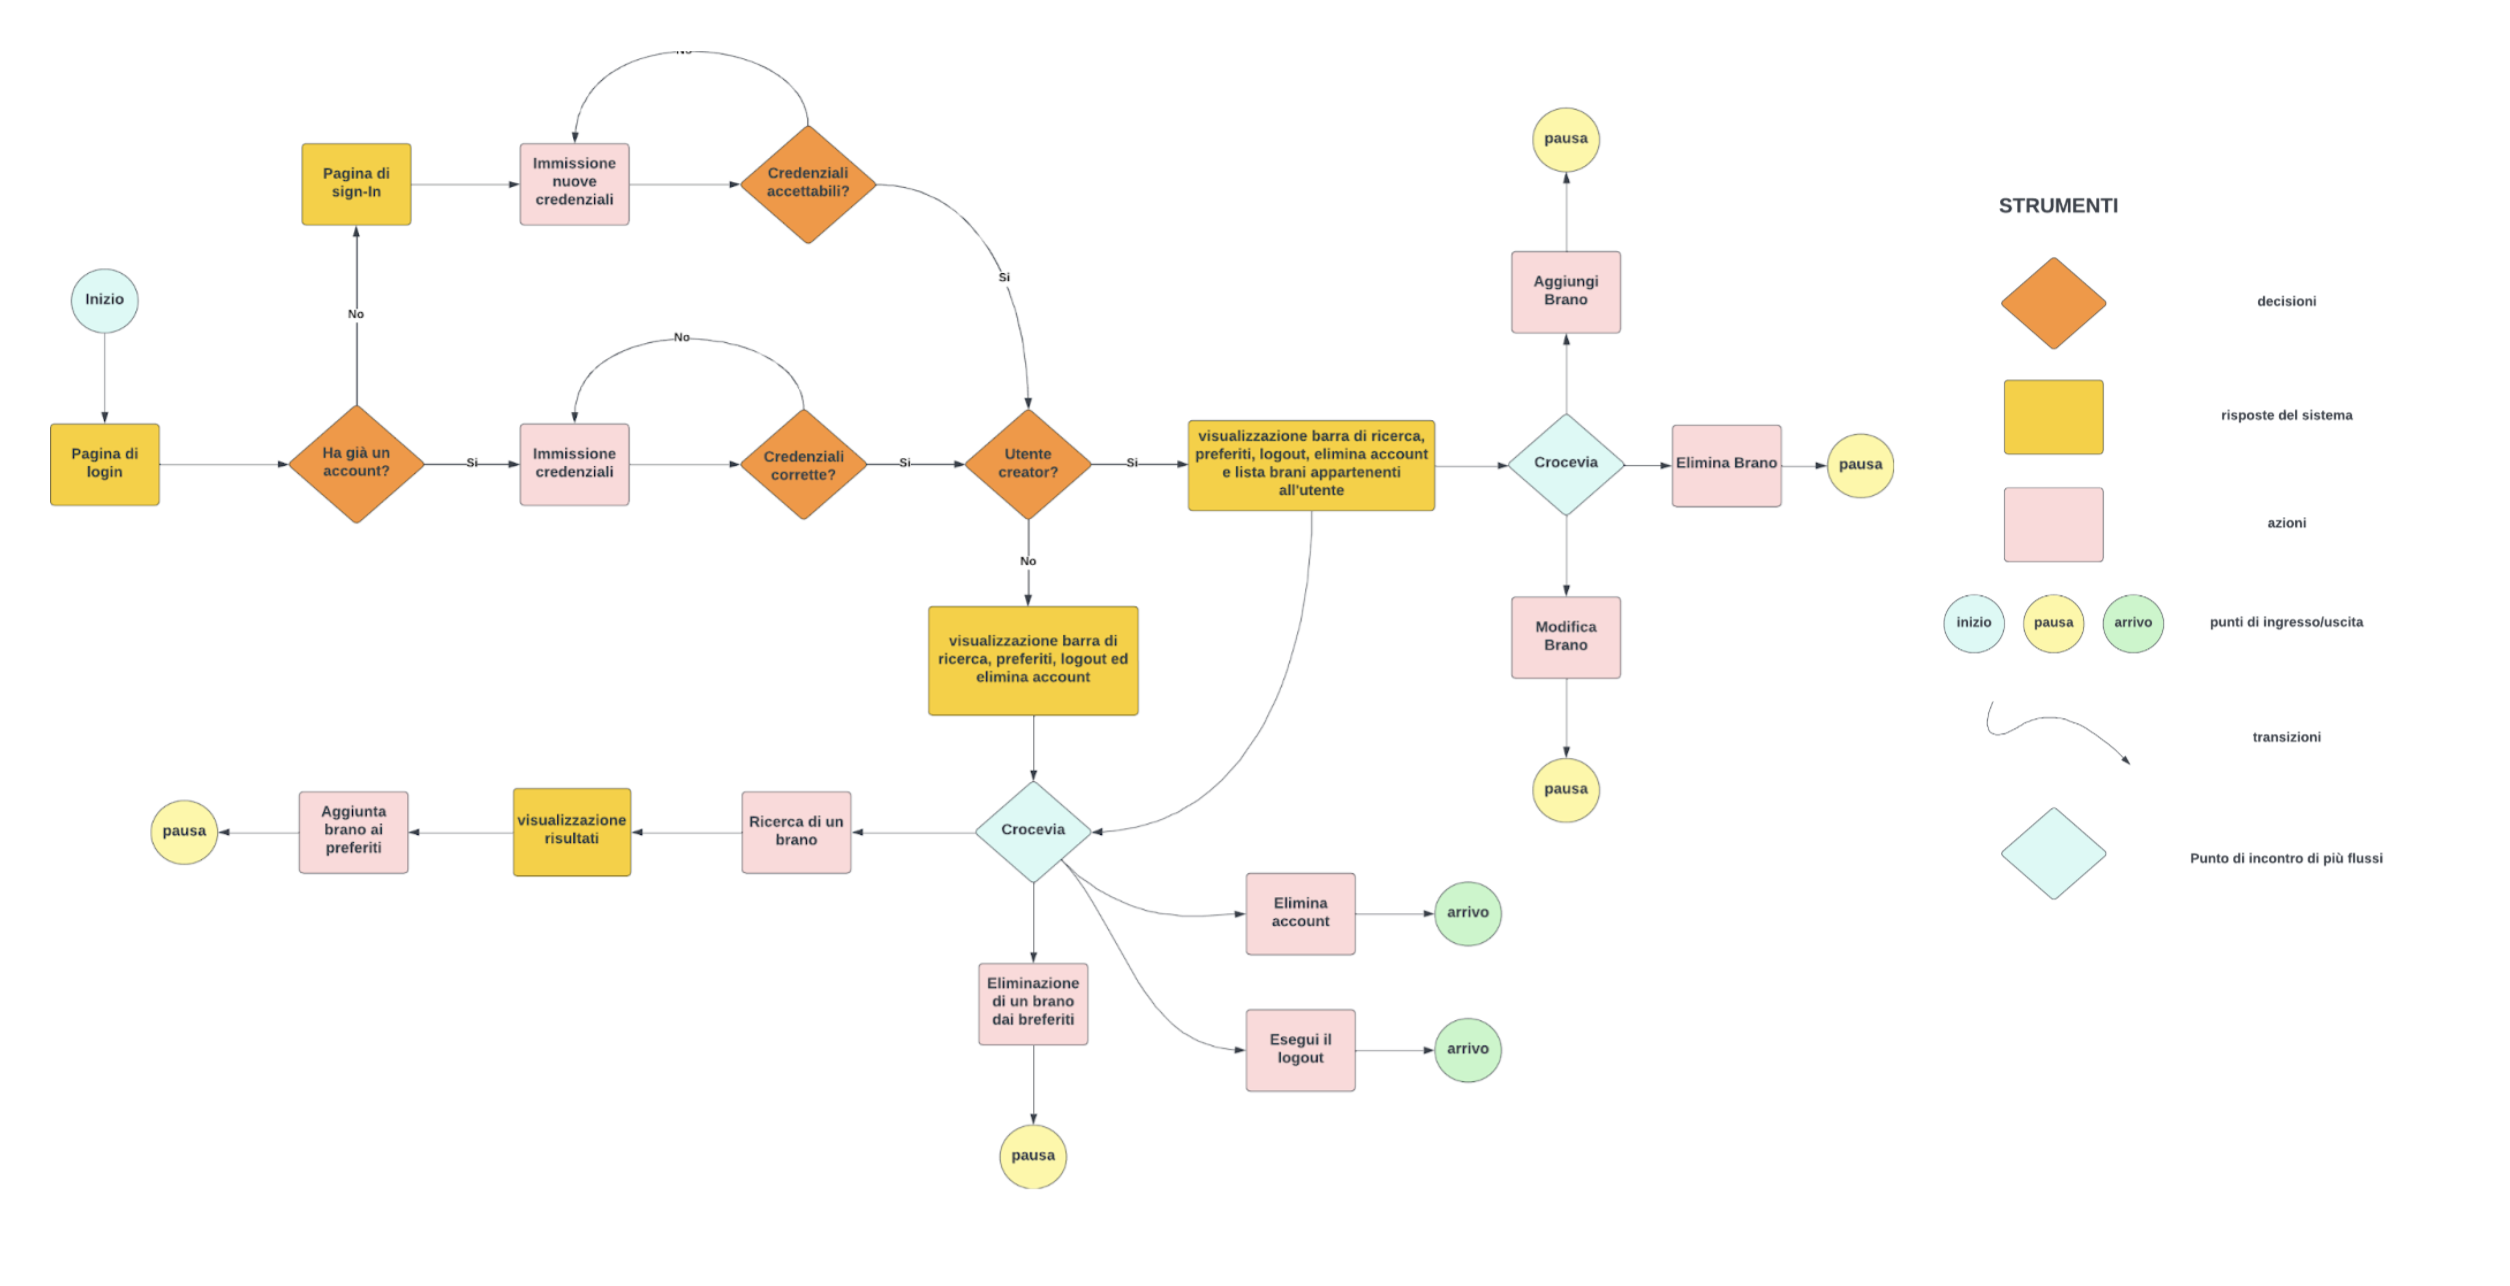 No
pausa
Pagina di
sign-In
Immissione
nuove
credenziali
Credenziali
accettabili?
STRUMENTI
Si
Aggiungi
Brano
Inizio
decisioni
No
No
risposte del sistema
Pagina di
login
Ha già un
account?
Si
Immissione
credenziali
Credenziali
corrette?
Si
Utente
creator?
Si
visualizzazione barra di ricerca,
preferiti, logout, elimina account
e lista brani appartenenti
all'utente
Crocevia
Elimina Brano
pausa
azioni
No
inizio
pausa
arrivo
punti di ingresso/uscita
visualizzazione barra di
ricerca, preferiti, logout ed
elimina account
Modifica
Brano
transizioni
pausa
pausa
Aggiunta
brano ai
preferiti
visualizzazione
risultati
Ricerca di un
brano
Crocevia
Punto di incontro di più flussi
Elimina
account
arrivo
Eliminazione
di un brano
dai breferiti
Esegui il
logout
arrivo
pausa